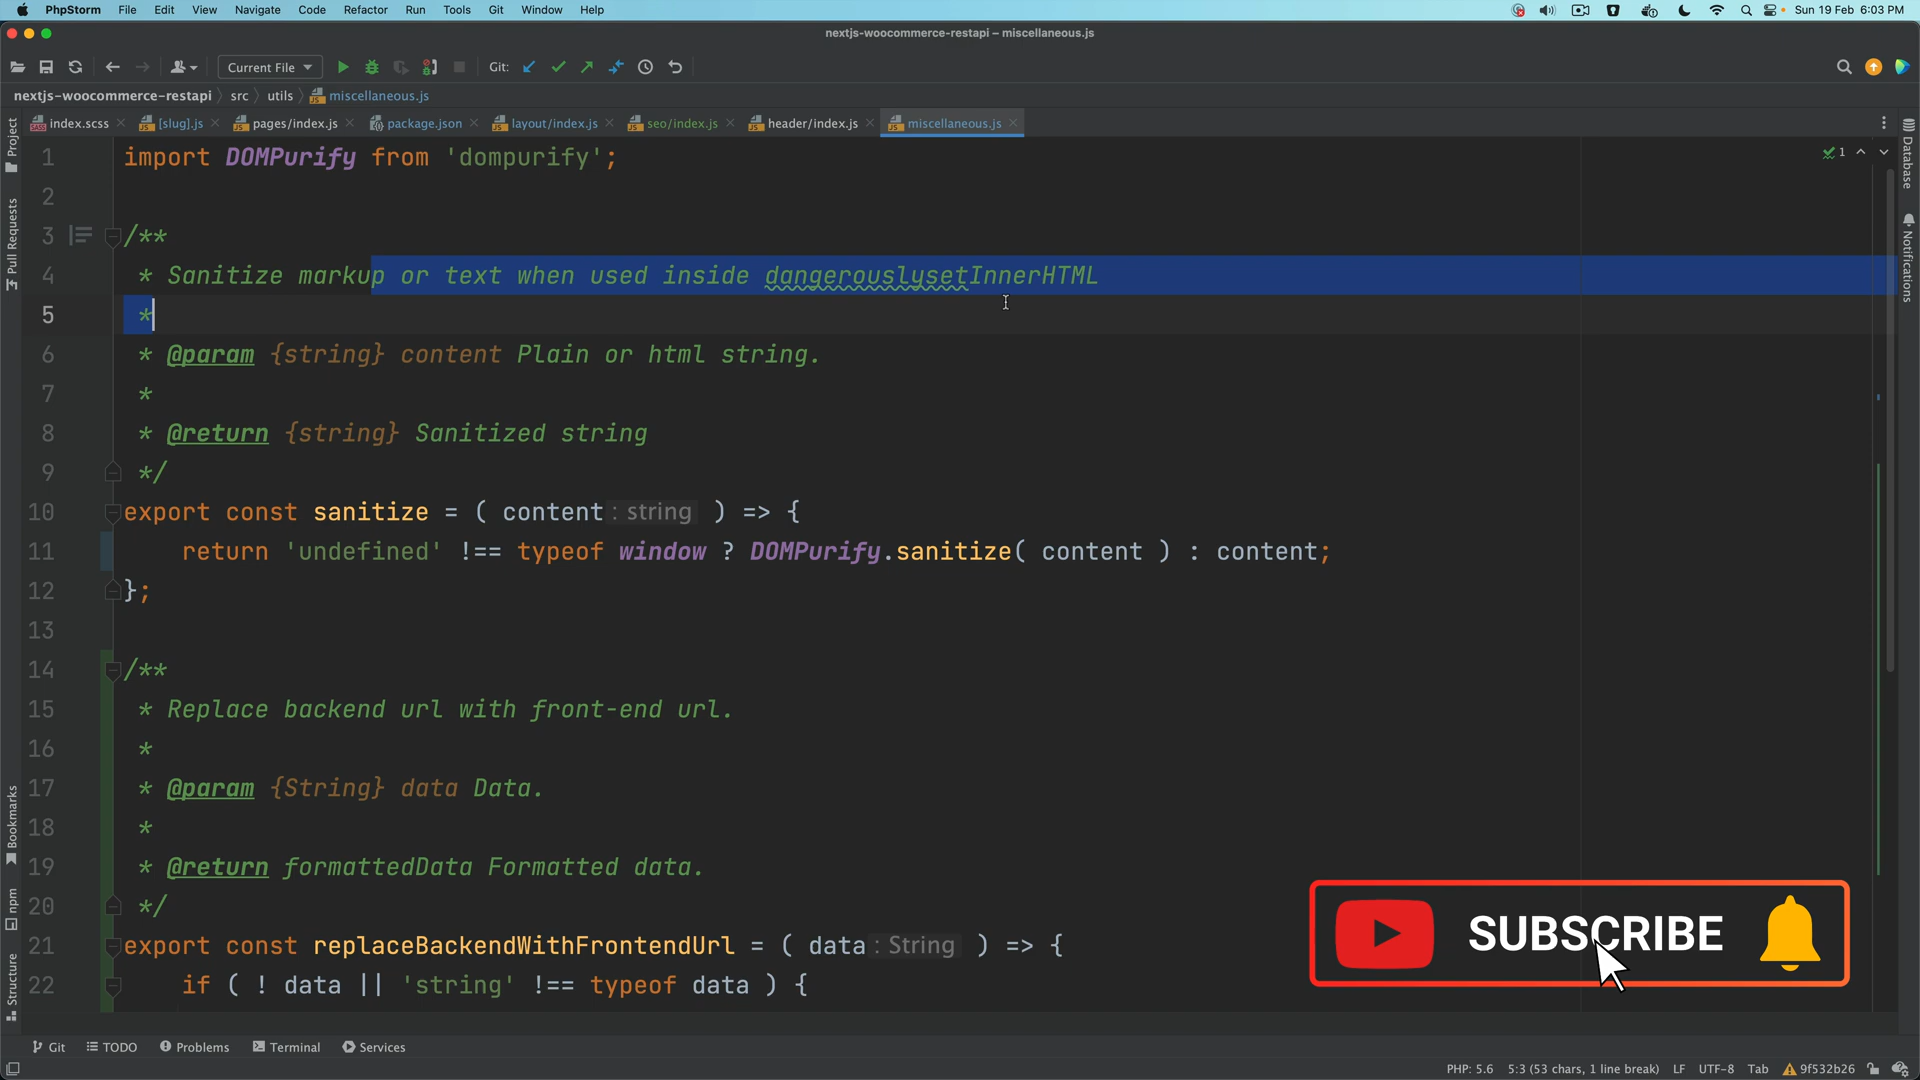 PhpStorm File Edit View Navigate Code Refactor Run Tools Git Window Help Sun 19 Feb 6:03 PM
nextjs-woocommerce-restapi – miscellaneous.js
Current File Git:
nextjs-woocommerce-restapi src utils miscellaneous.js
index.scss [slug].js pages/index.js package.json layout/index.js seo/index.js header/index.js miscellaneous.js
Project
Pull Requests
Bookmarks
npm
Structure
Database
Notifications
1
1 import DOMPurify from 'dompurify';
2
3 /**
4 * Sanitize markup or text when used inside dangerouslysetInnerHTML
5 *
6 * @param {string} content Plain or html string.
7 *
8 * @return {string} Sanitized string
9 */
10 export const sanitize = ( content : string ) => {
11 return 'undefined' !== typeof window ? DOMPurify.sanitize( content ) : content;
12 };
13
14 /**
15 * Replace backend url with front-end url.
16 *
17 * @param {String} data Data.
18 *
19 * @return formattedData Formatted data.
20 */
21 export const replaceBackendWithFrontendUrl = ( data : String ) => {
22 if ( ! data || 'string' !== typeof data ) {
SUBSCRIBE
Git TODO Problems Terminal Services
PHP: 5.6 5:3 (53 chars, 1 line break) LF UTF-8 Tab 9f532b26